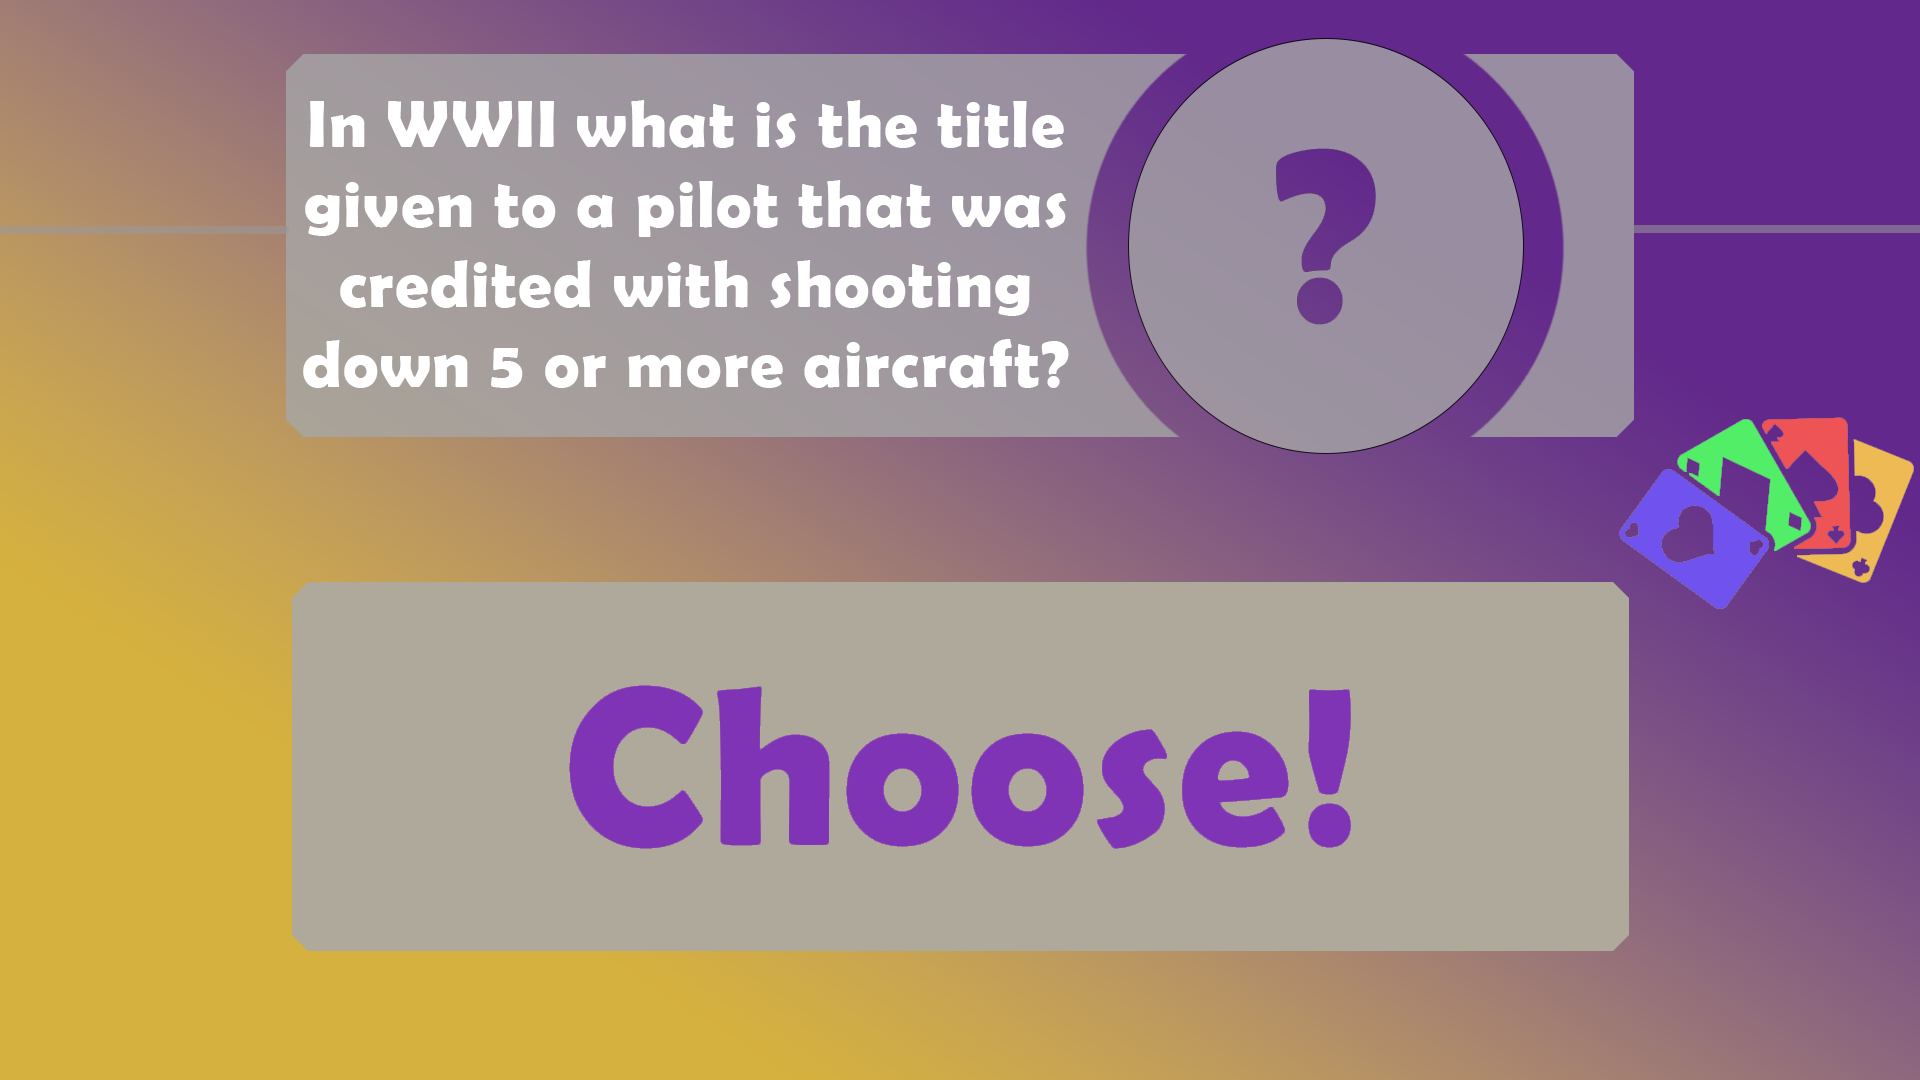 In WWII what is the title
given to a pilot that was
credited with shooting
down 5 or more aircraft?
?
Choose!